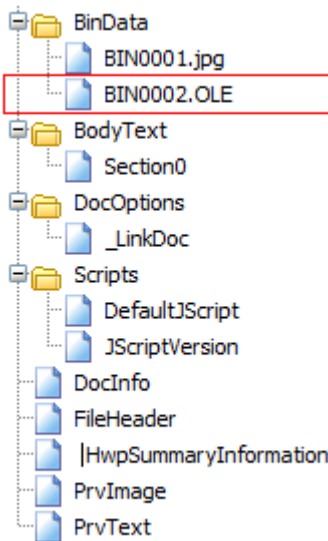 BinData
BIN0001.jpg
BIN0002.OLE
BodyText
Section0
DocOptions
_LinkDoc
Scripts
DefaultJScript
JScriptVersion
DocInfo
FileHeader
|HwpSummaryInformation
PrvImage
PrvText